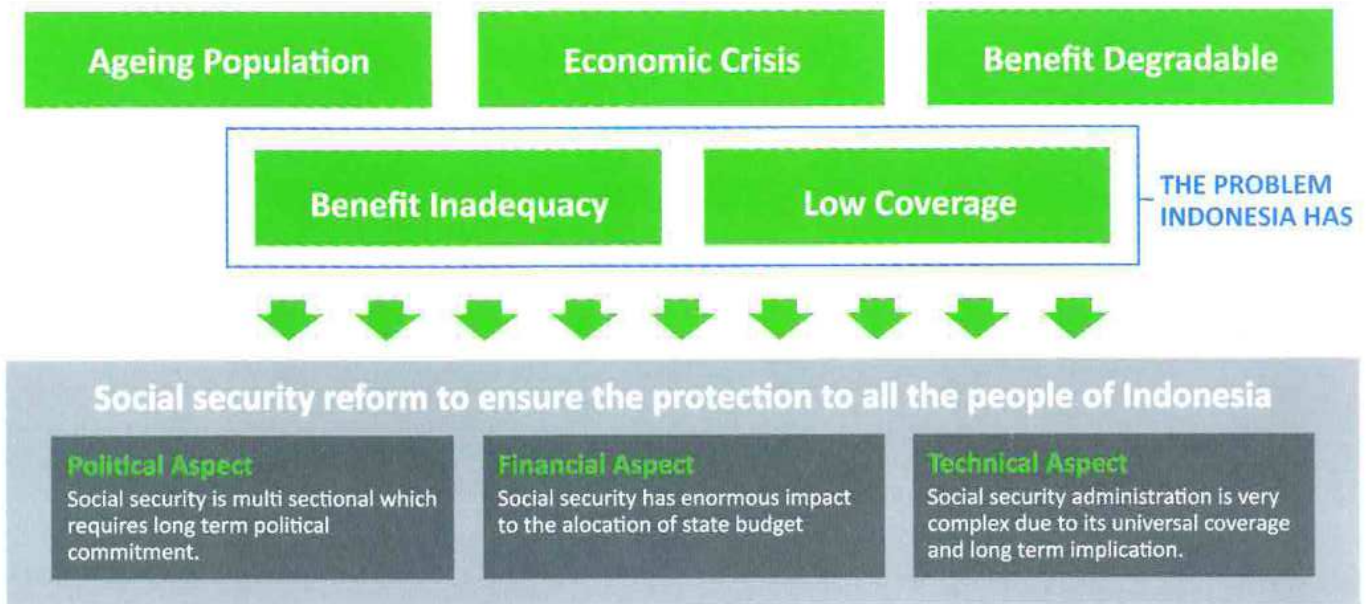 Ageing Population
Economic Crisis
Benefit Degradable
Benefit Inadequacy
Low Coverage
THE PROBLEM
INDONESIA HAS
Social security reform to ensure the protection to all the people of Indonesia
Political Aspect
Social security is multi sectional which
requires long term political
commitment.
Financial Aspect
Social security has enormous impact
to the alocation of state budget
Technical Aspect
Social security administration is very
complex due to its universal coverage
and long term implication.